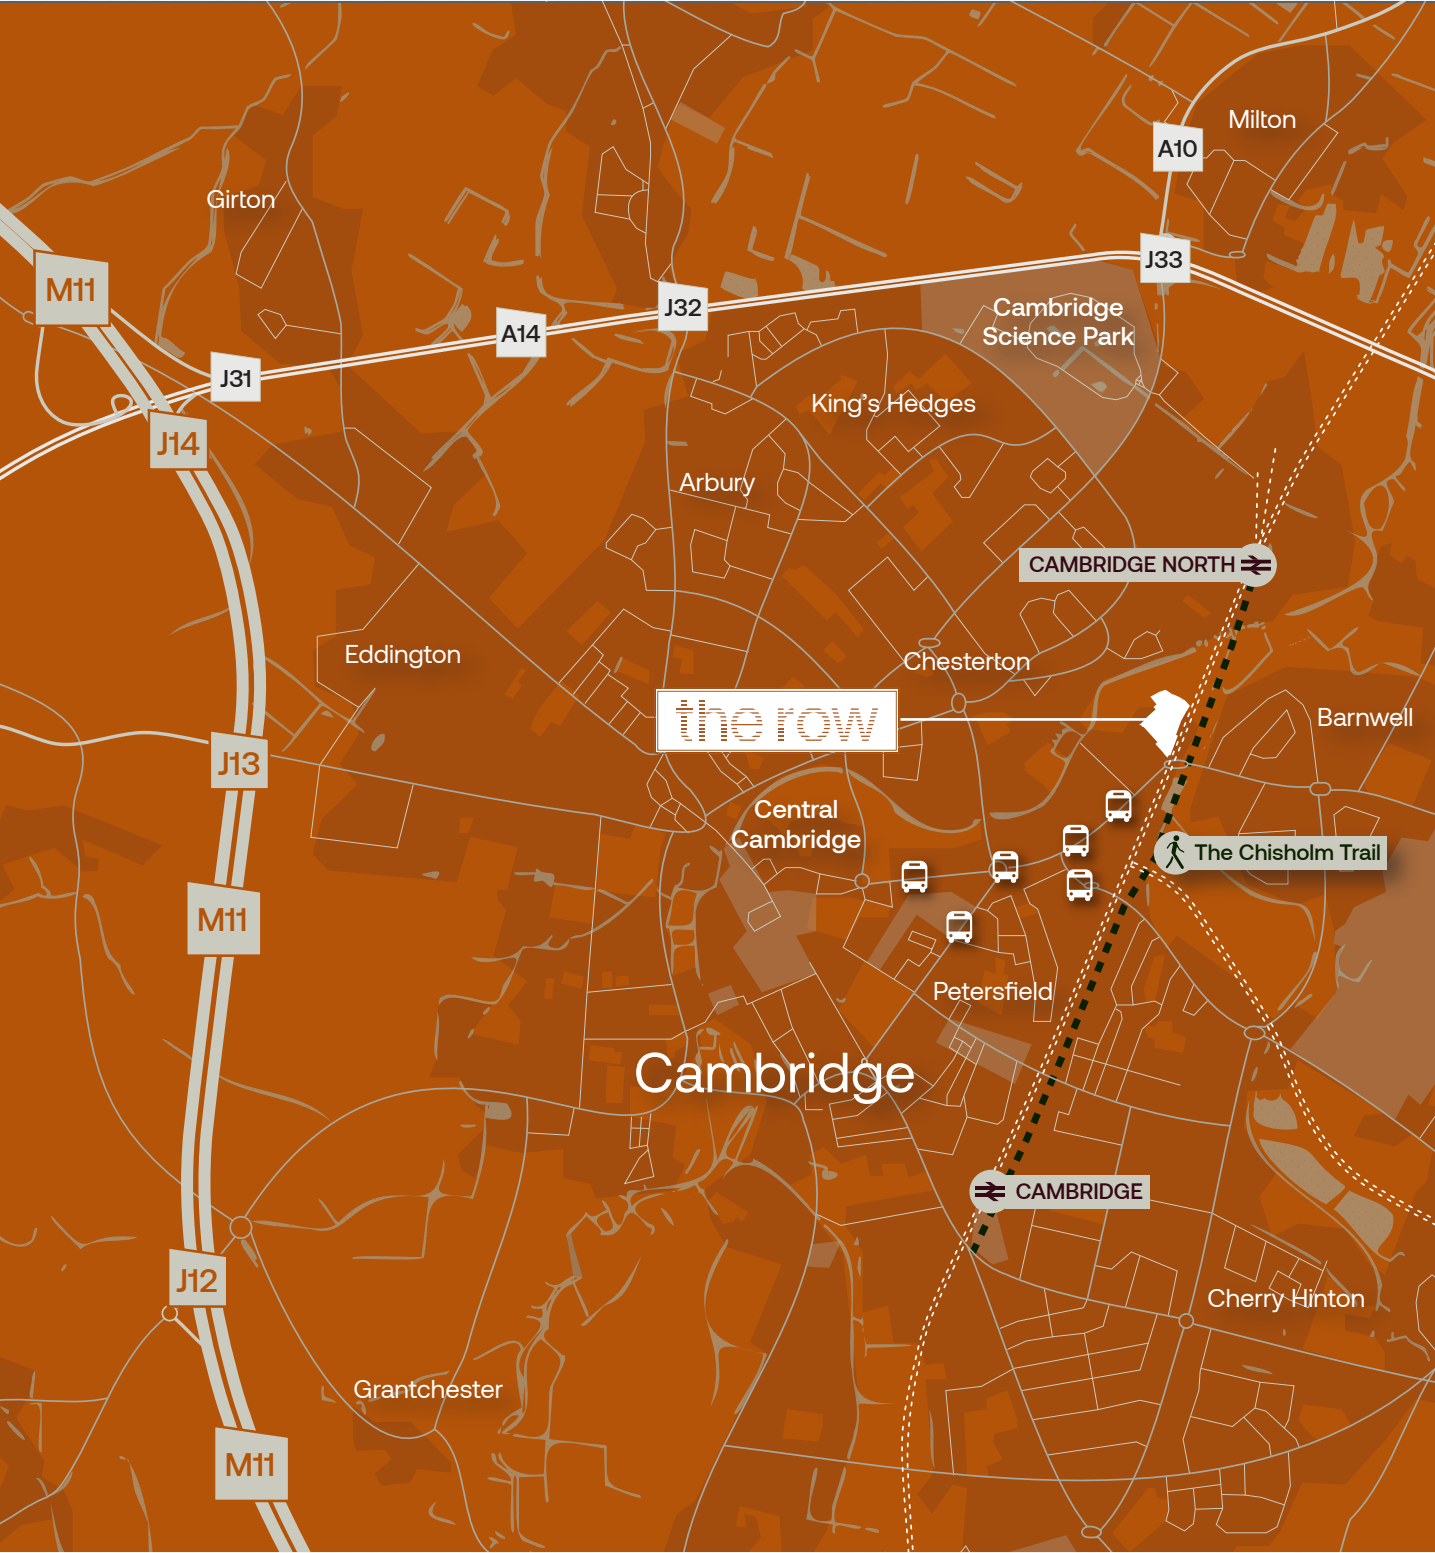 Milton
A10
Girton
J33
M11
Cambridge
Science Park
J32
A14
J31
King's Hedges
J14
Arbury
CAMBRIDGE NORTH
Eddington
Chesterton
the row
Barnwell
J13
Central
Cambridge
The Chisholm Trail
M11
Petersfield
Cambridge
CAMBRIDGE
J12
Cherry Hinton
Grantchester
M11